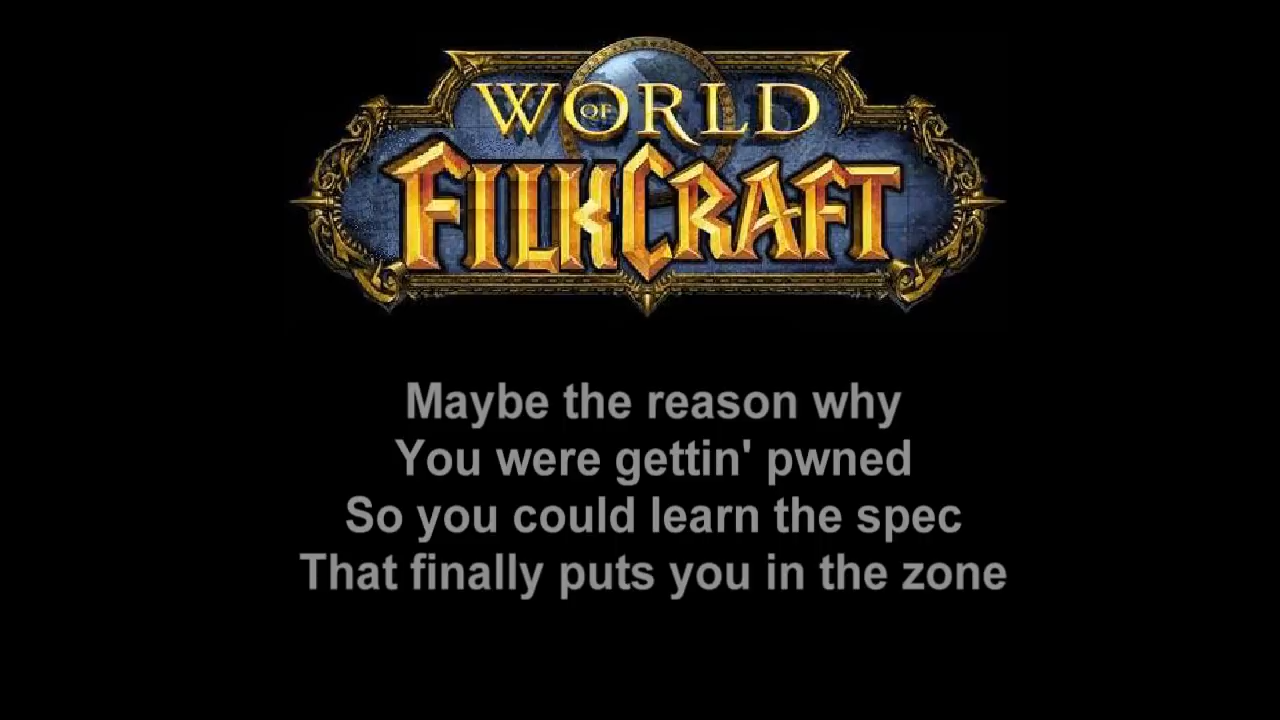 WORLD
OF
FILKCRAFT
Maybe the reason why
You were gettin' pwned
So you could learn the spec
That finally puts you in the zone